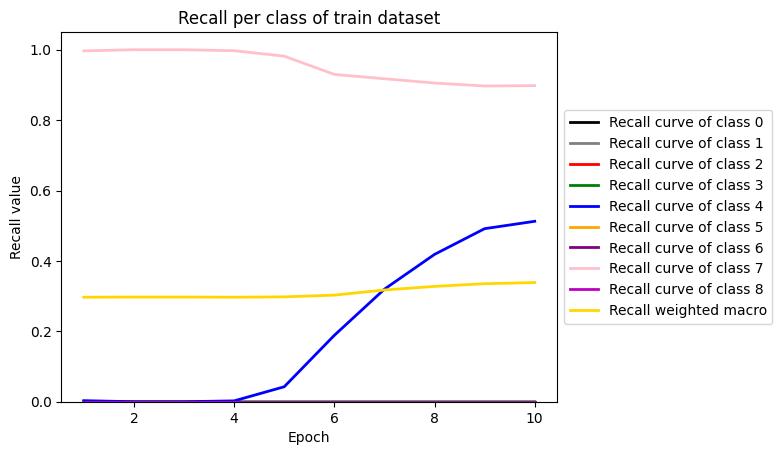 Recall per class of train dataset
1.0
0.8
0.6
0.4
0.2
0.0
Recall value
2
4
6
8
10
Epoch
Recall curve of class 0
Recall curve of class 1
Recall curve of class 2
Recall curve of class 3
Recall curve of class 4
Recall curve of class 5
Recall curve of class 6
Recall curve of class 7
Recall curve of class 8
Recall weighted macro